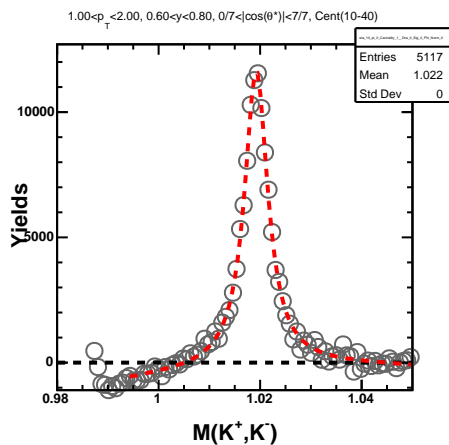 1.00<p_T<2.00, 0.60<y<0.80, 0/7<|cos(θ*)|<7/7, Cent(10-40)
Entries 5117
Mean 1.022
Std Dev 0
10000
5000
0
Yields
0.98 1 1.02 1.04
M(K⁺,K⁻)